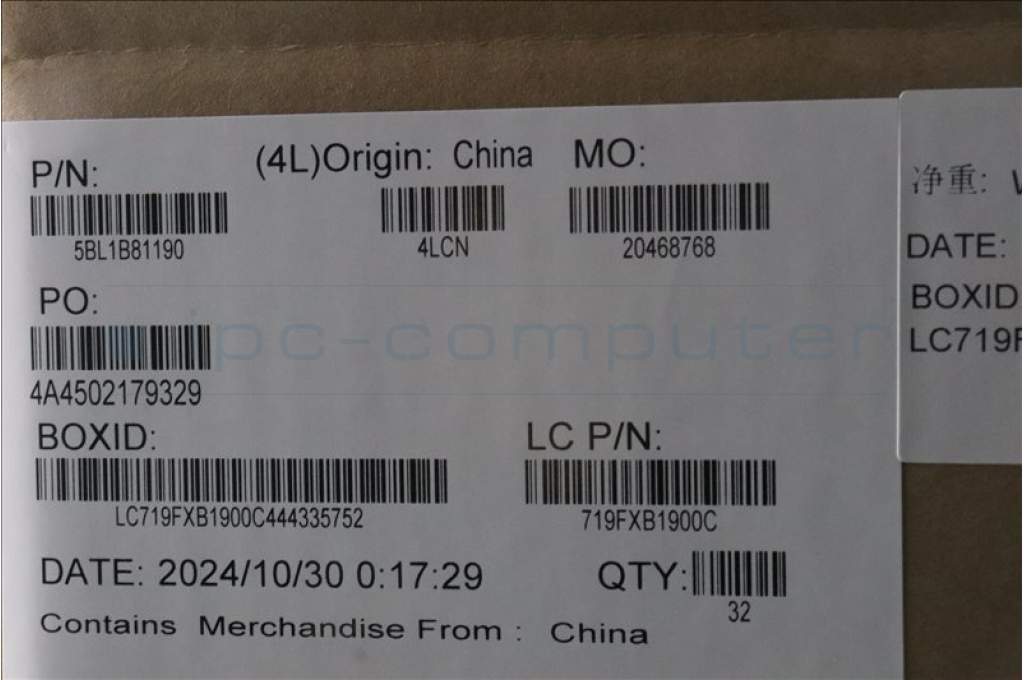 P/N:
(4L)Origin: China
MO:
5BL1B81190
4LCN
20468768
PO:
4A4502179329
BOXID:
LC P/N:
LC719FXB1900C444335752
719FXB1900C
DATE: 2024/10/30 0:17:29
QTY:
32
Contains Merchandise From : China
净重:
DATE:
BOXID
LC719F
ipc-computer